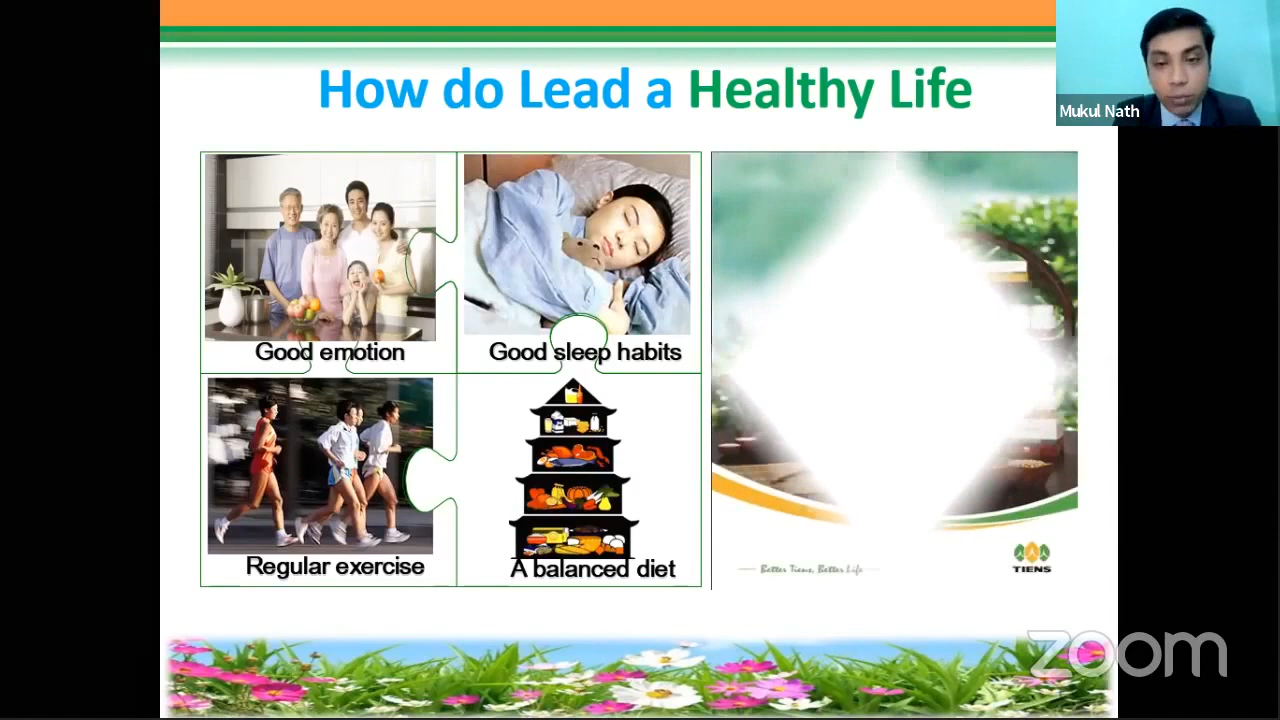 How do Lead a Healthy Life
Mukul Nath
Good emotion
Good sleep habits
Regular exercise
A balanced diet
Better Tiens, Better Life
TIENS
zoom